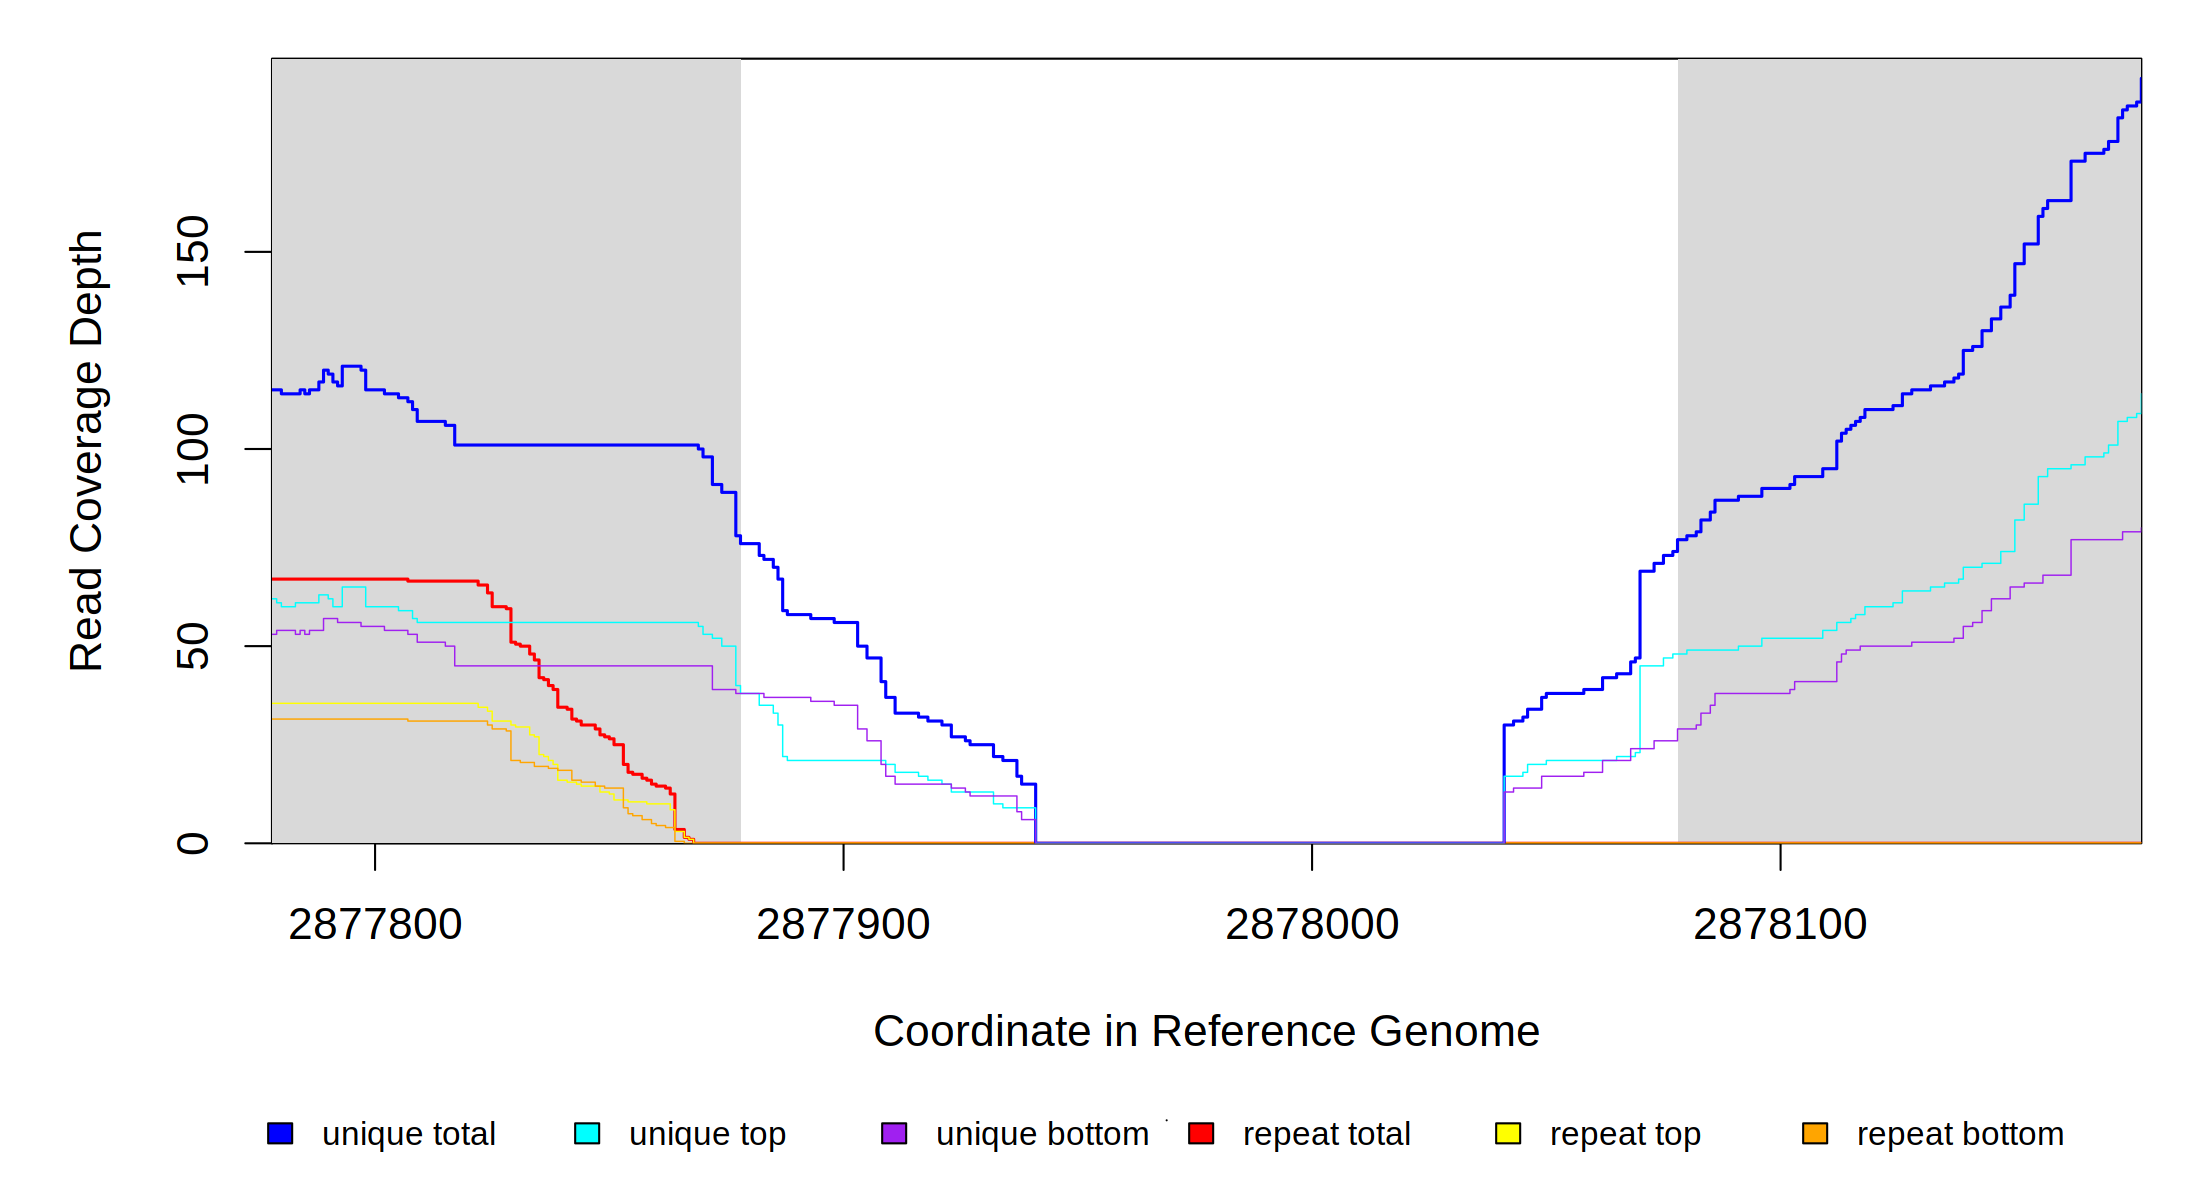 Read Coverage Depth
150
100
50
0
2877800 2877900 2878000 2878100
Coordinate in Reference Genome
unique total unique top unique bottom repeat total repeat top repeat bottom